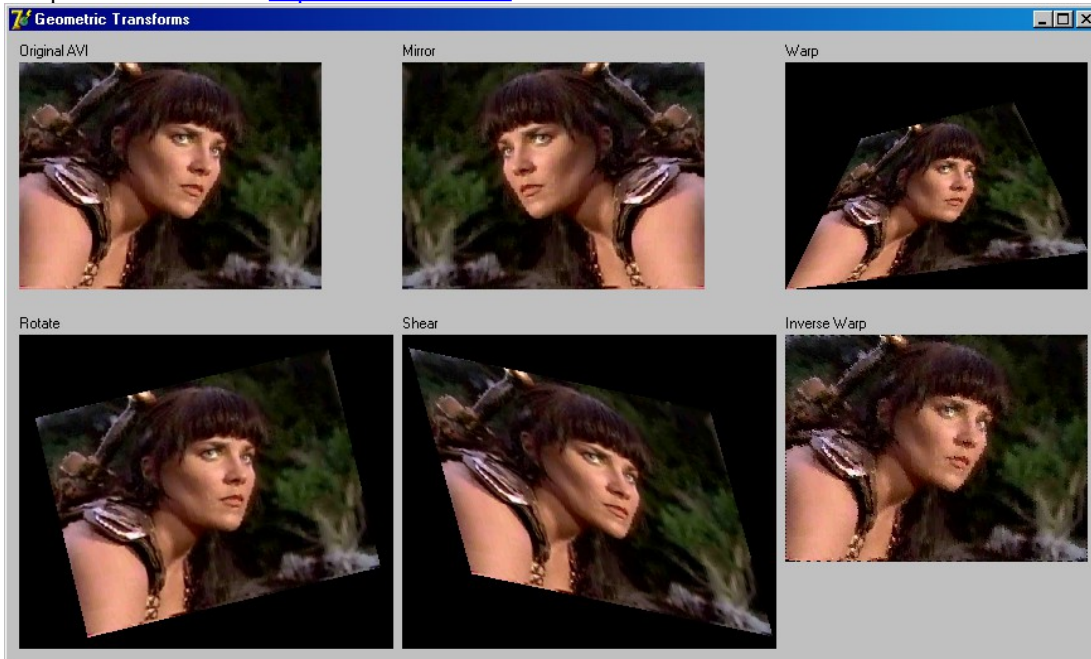 Geometric Transforms
Original AVI
Mirror
Warp
Rotate
Shear
Inverse Warp